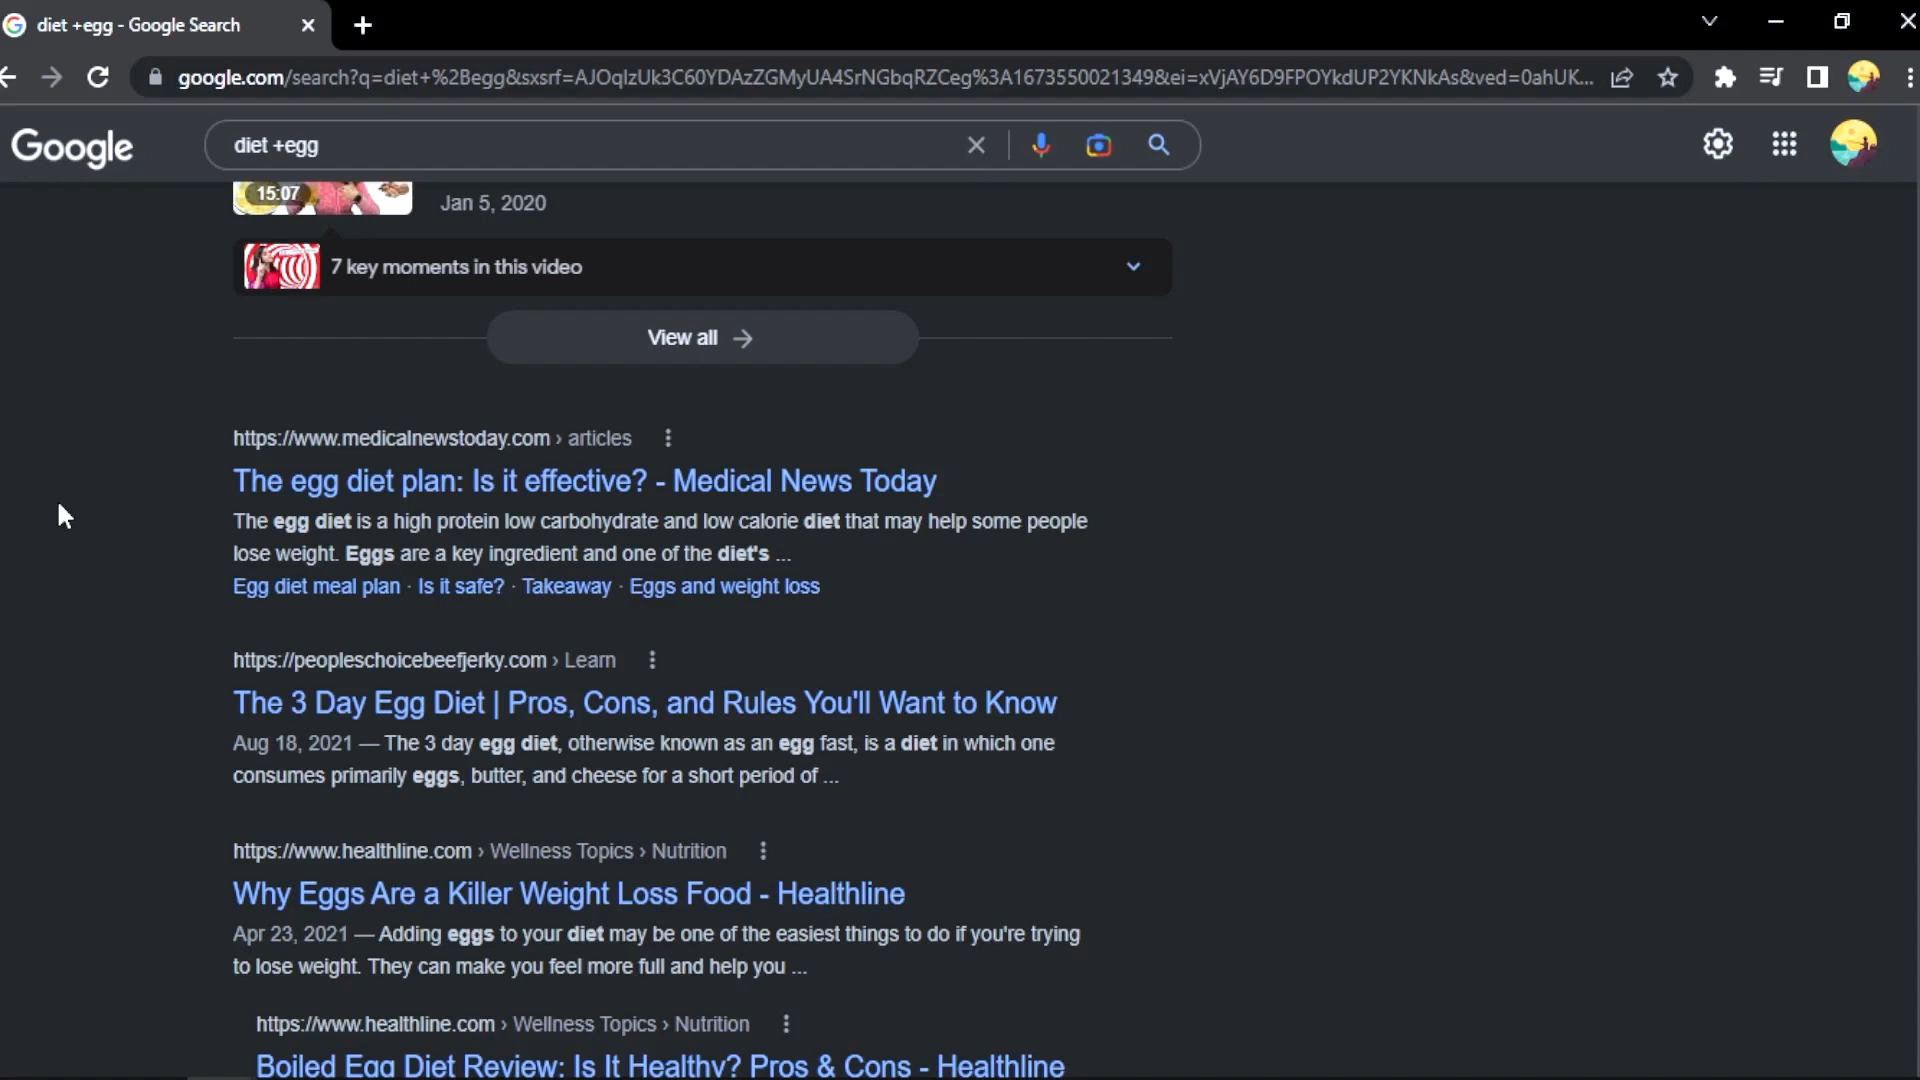 diet +egg - Google Search
google.com/search?q=diet+%2Begg&sxsrf=AJOqlzUk3C60YDAzZGMyUA4SrNGbqRZCeg%3A1673550021349&ei=xVjAY6D9FPOYkdUP2YKNkAs&ved=0ahUK...
Google
diet +egg
15:07
Jan 5, 2020
7 key moments in this video
View all
https://www.medicalnewstoday.com › articles
The egg diet plan: Is it effective? - Medical News Today
The egg diet is a high protein low carbohydrate and low calorie diet that may help some people
lose weight. Eggs are a key ingredient and one of the diet's ...
Egg diet meal plan · Is it safe? · Takeaway · Eggs and weight loss
https://peopleschoicebeefjerky.com › Learn
The 3 Day Egg Diet | Pros, Cons, and Rules You'll Want to Know
Aug 18, 2021 — The 3 day egg diet, otherwise known as an egg fast, is a diet in which one
consumes primarily eggs, butter, and cheese for a short period of ...
https://www.healthline.com › Wellness Topics › Nutrition
Why Eggs Are a Killer Weight Loss Food - Healthline
Apr 23, 2021 — Adding eggs to your diet may be one of the easiest things to do if you're trying
to lose weight. They can make you feel more full and help you ...
https://www.healthline.com › Wellness Topics › Nutrition
Boiled Egg Diet Review: Is It Healthy? Pros & Cons - Healthline